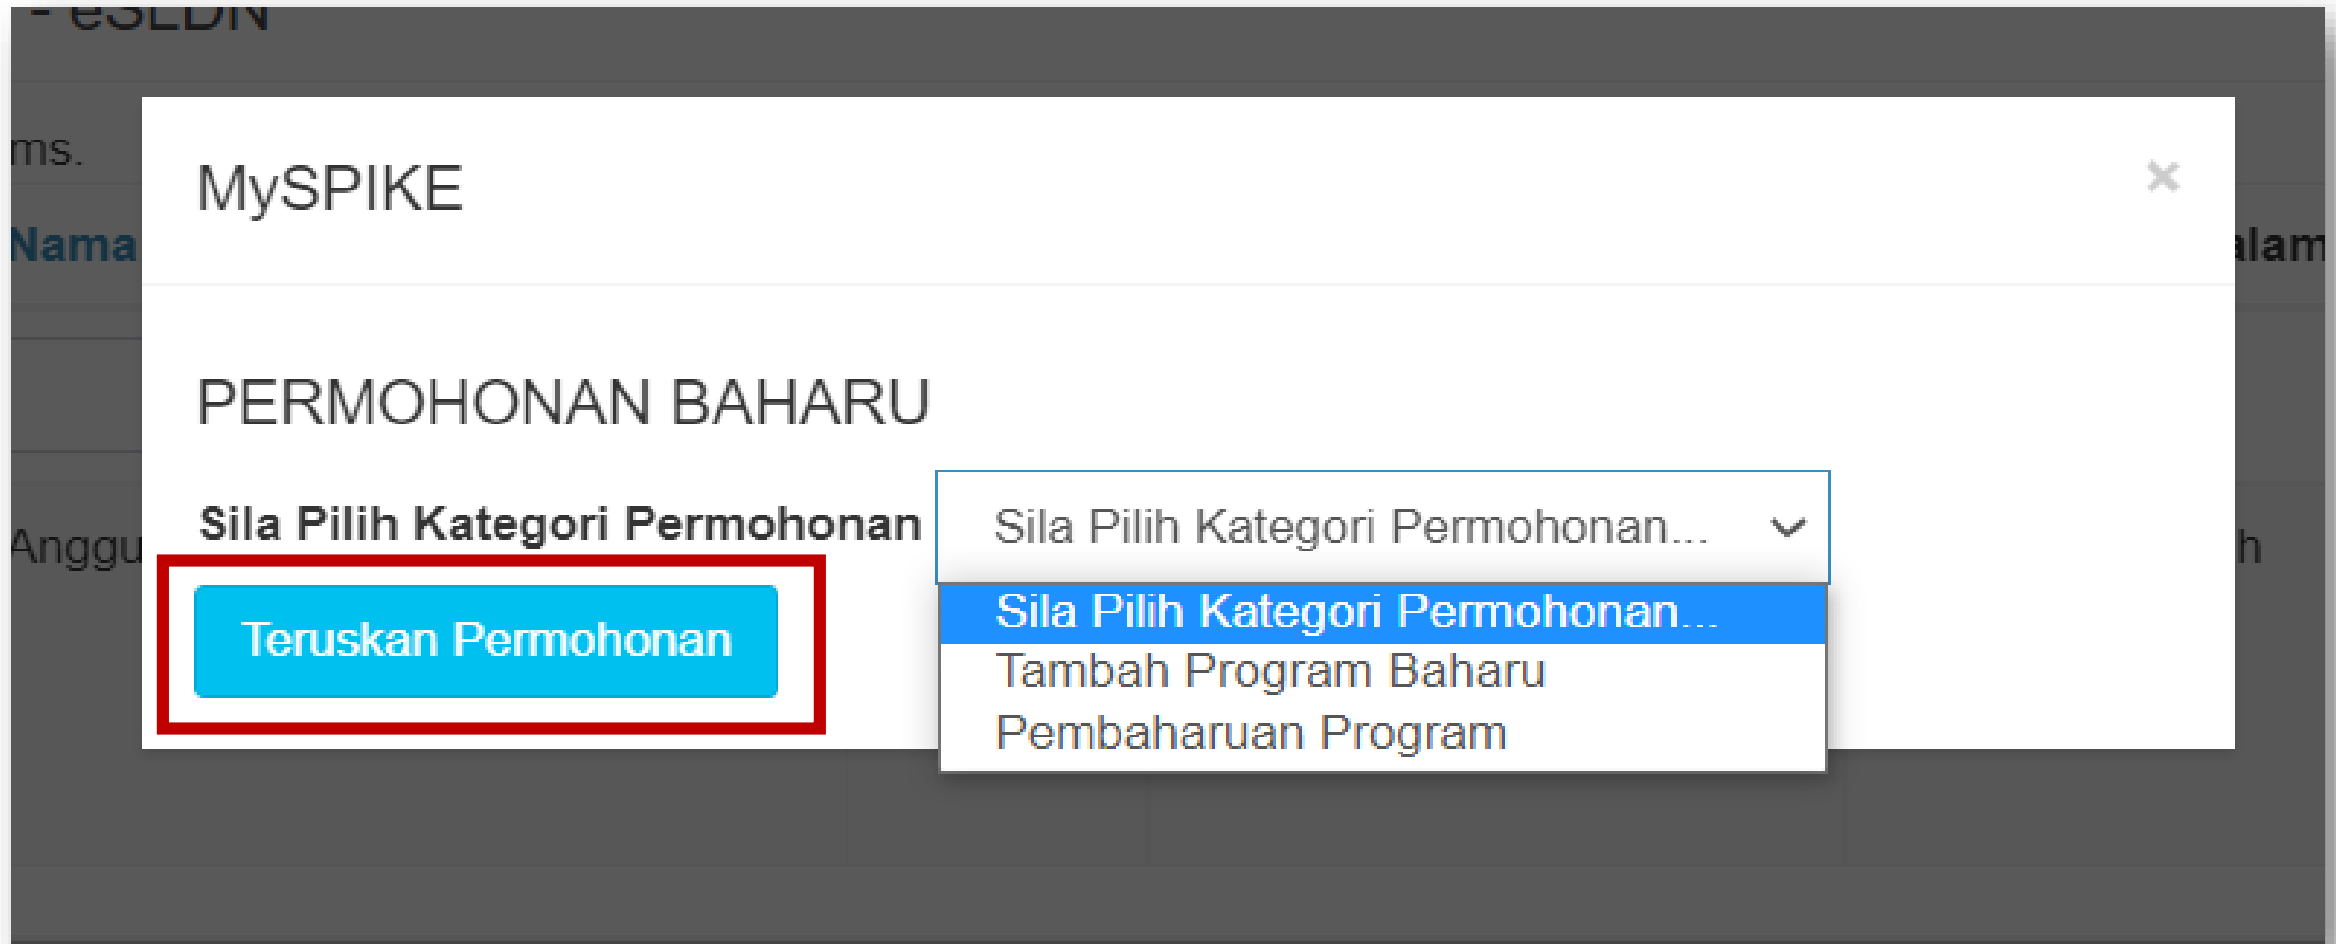 - eSLDN
ms.
MySPIKE
×
Nama
alam
PERMOHONAN BAHARU
Sila Pilih Kategori Permohonan
Sila Pilih Kategori Permohonan...
Anggu
h
Teruskan Permohonan
Sila Pilih Kategori Permohonan...
Tambah Program Baharu
Pembaharuan Program